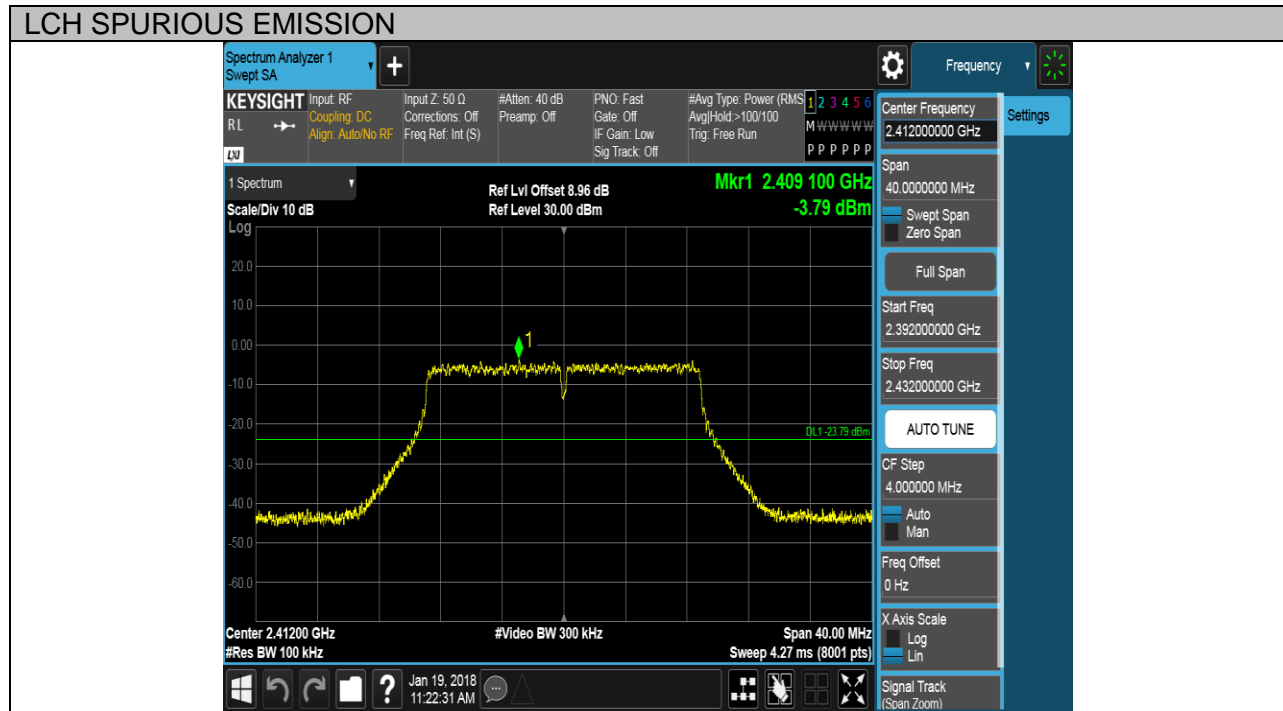 LCH SPURIOUS EMISSION
Spectrum Analyzer 1
Swept SA
+
Frequency
KEYSIGHT
RL
LXI
Input: RF
Coupling: DC
Align: Auto/No RF
Input Z: 50 Ω
Corrections: Off
Freq Ref: Int (S)
#Atten: 40 dB
Preamp: Off
PNO: Fast
Gate: Off
IF Gain: Low
Sig Track: Off
#Avg Type: Power (RMS
Avg|Hold:>100/100
Trig: Free Run
1 2 3 4 5 6
M W W W W W
P P P P P P
1 Spectrum
Scale/Div 10 dB
Log
Ref Lvl Offset 8.96 dB
Ref Level 30.00 dBm
Mkr1 2.409 100 GHz
-3.79 dBm
20.0
10.0
0.00
-10.0
-20.0
-30.0
-40.0
-50.0
-60.0
1
DL1 -23.79 dBm
Center 2.41200 GHz
#Res BW 100 kHz
#Video BW 300 kHz
Span 40.00 MHz
Sweep 4.27 ms (8001 pts)
?
Jan 19, 2018
11:22:31 AM
Center Frequency
2.412000000 GHz
Span
40.0000000 MHz
Swept Span
Zero Span
Full Span
Start Freq
2.392000000 GHz
Stop Freq
2.432000000 GHz
AUTO TUNE
CF Step
4.000000 MHz
Auto
Man
Freq Offset
0 Hz
X Axis Scale
Log
Lin
Signal Track
(Span Zoom)
Settings